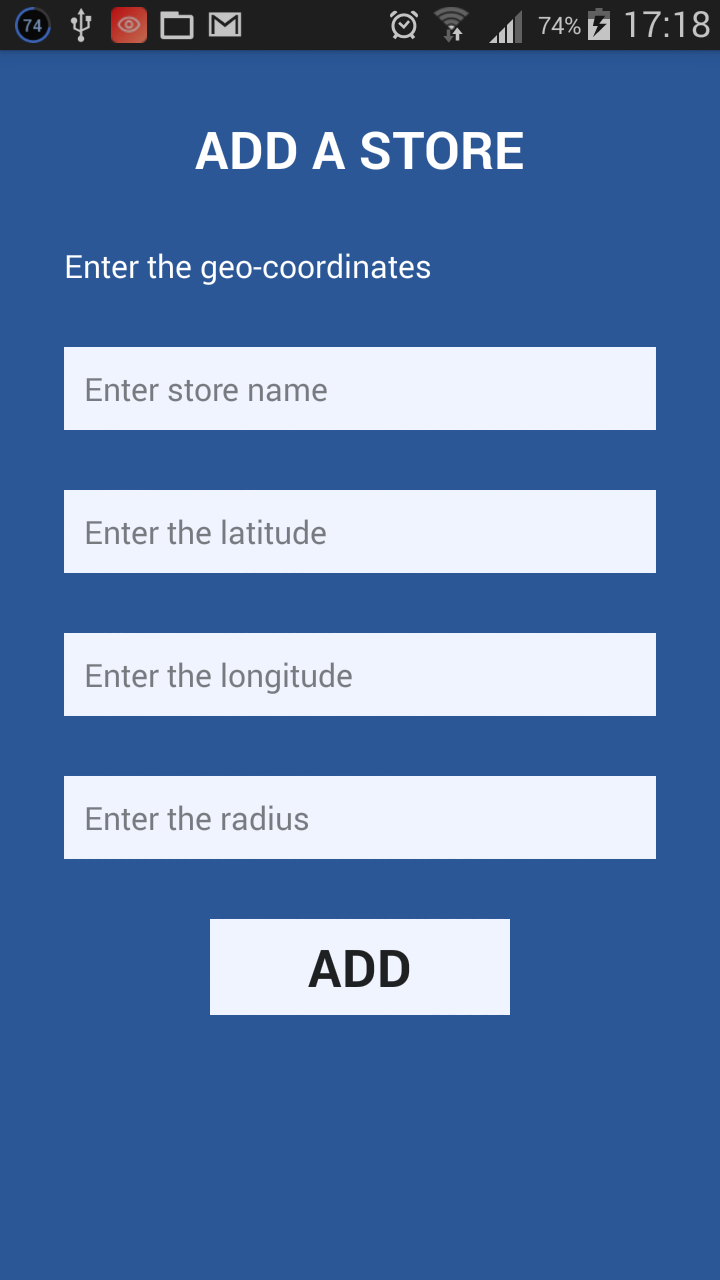 74
74%
17:18
ADD A STORE
Enter the geo-coordinates
Enter store name
Enter the latitude
Enter the longitude
Enter the radius
ADD